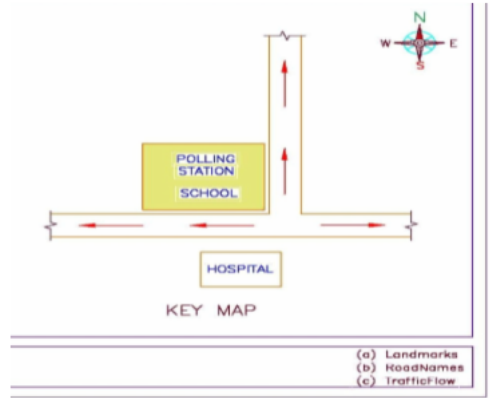 N
W E
S
POLLING
STATION
SCHOOL
HOSPITAL
KEY MAP
(a) Landmarks
(b) RoadNames
(c) TrafficFlow